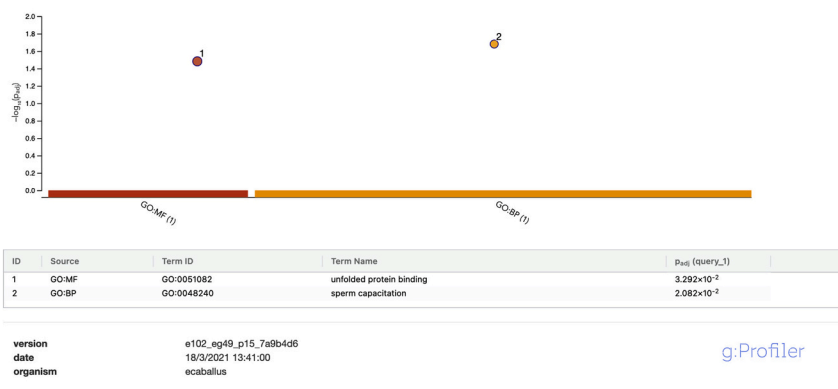 2.0
1.8
1.6
1.4
1.2
1.0
0.8
0.6
0.4
0.2
0.0
-log10(padj)
1
2
GO:MF (1)
GO:BP (1)
ID Source Term ID Term Name padj (query_1)
1 GO:MF GO:0051082 unfolded protein binding 3.292×10⁻²
2 GO:BP GO:0048240 sperm capacitation 2.082×10⁻²
version e102_eg49_p15_7a9b4d6
date 18/3/2021 13:41:00
organism ecaballus
g:Profiler